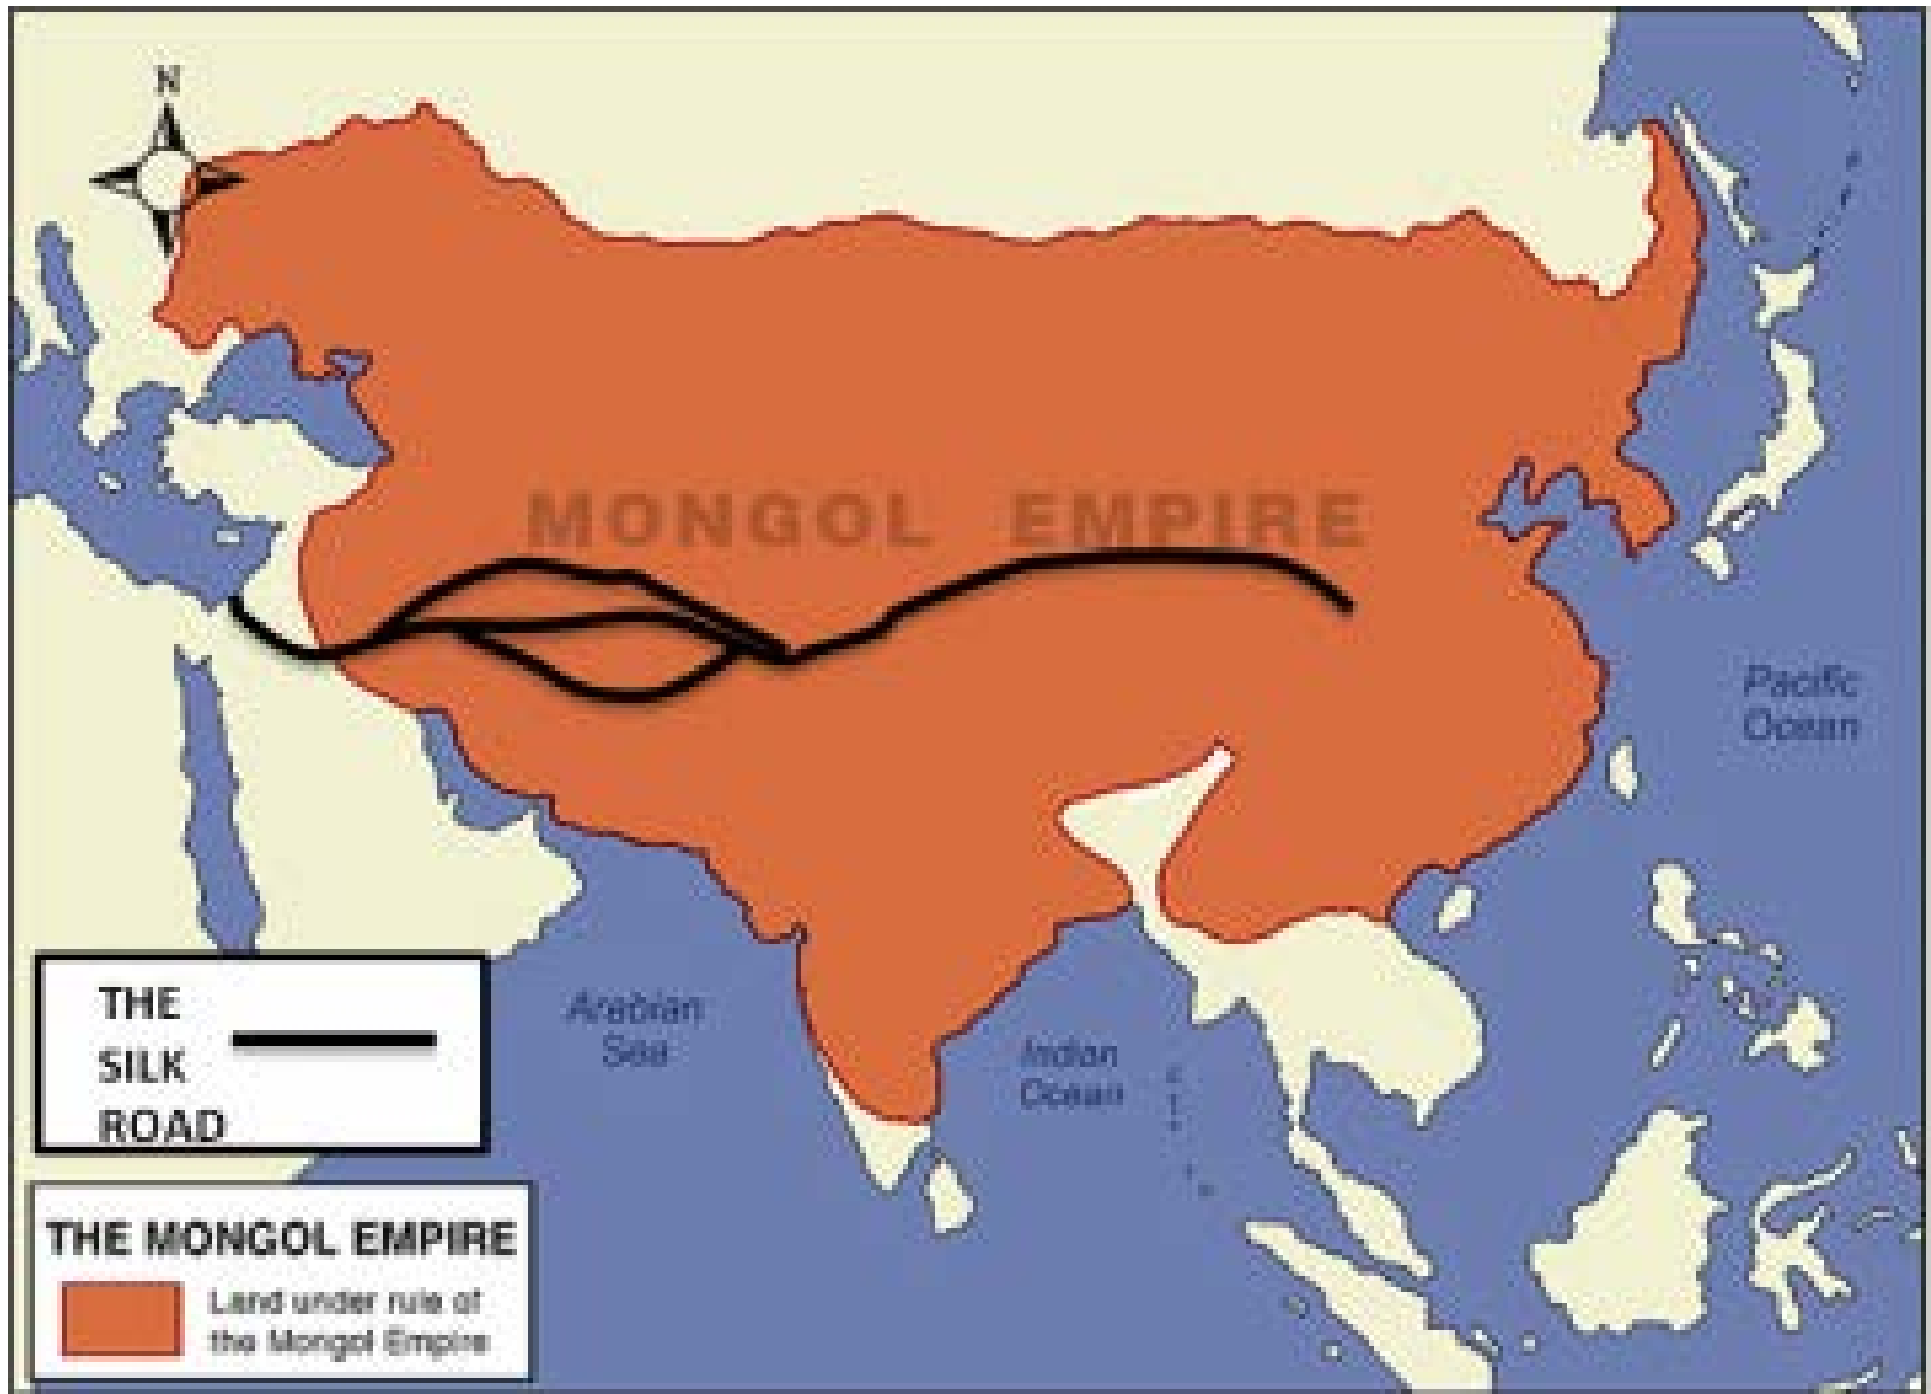 N
MONGOL EMPIRE
Pacific
Ocean
Arabian
Sea
Indian
Ocean
THE
SILK
ROAD
THE MONGOL EMPIRE
Land under rule of
the Mongol Empire